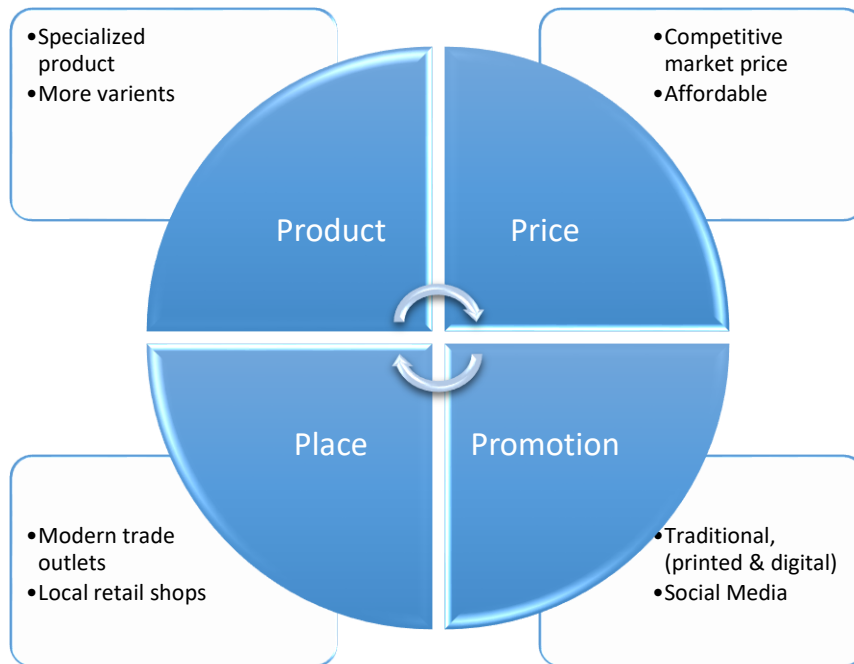 •Specialized
product
•More varients
•Competitive
market price
•Affordable
Product
Price
Place
Promotion
•Modern trade
outlets
•Local retail shops
•Traditional,
(printed & digital)
•Social Media